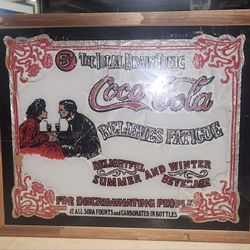 5¢ THE IDEAL BRAIN TONIC
Coca-Cola
RELIEVES FATIGUE
DELIGHTFUL
SUMMER AND WINTER
BEVERAGE
FOR DISCRIMINATING PEOPLE
AT ALL SODA FOUNTS and CARBONATED IN BOTTLES